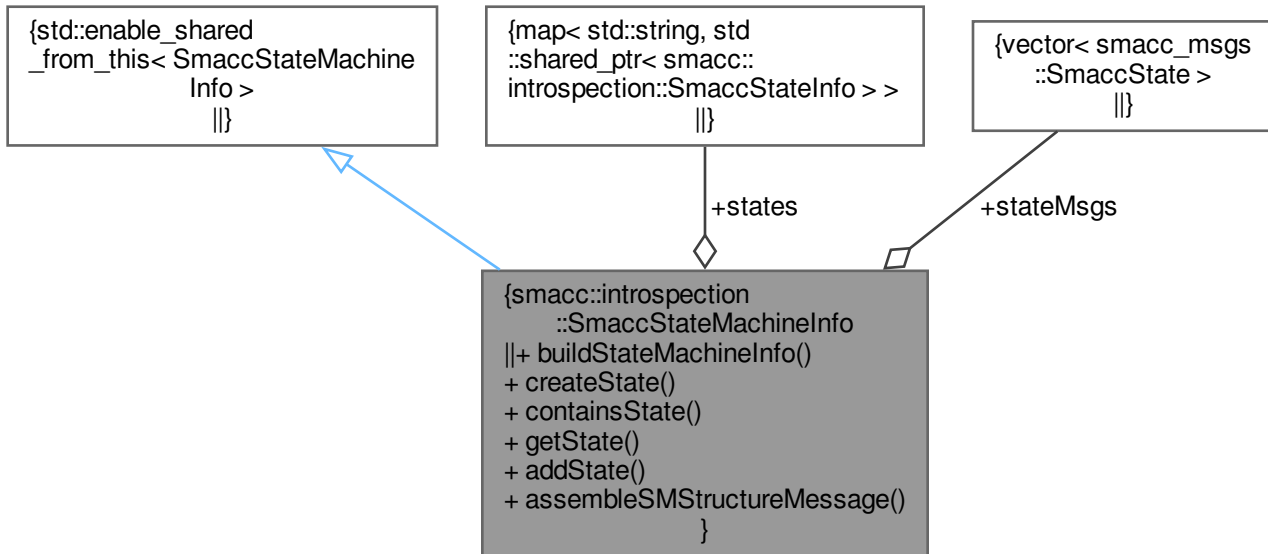 {std::enable_shared
_from_this< SmaccStateMachine
Info >
||}
{map< std::string, std
::shared_ptr< smacc::
introspection::SmaccStateInfo > >
||}
{vector< smacc_msgs
::SmaccState >
||}
+states
+stateMsgs
{smacc::introspection
::SmaccStateMachineInfo
||+ buildStateMachineInfo()
+ createState()
+ containsState()
+ getState()
+ addState()
+ assembleSMStructureMessage()
}